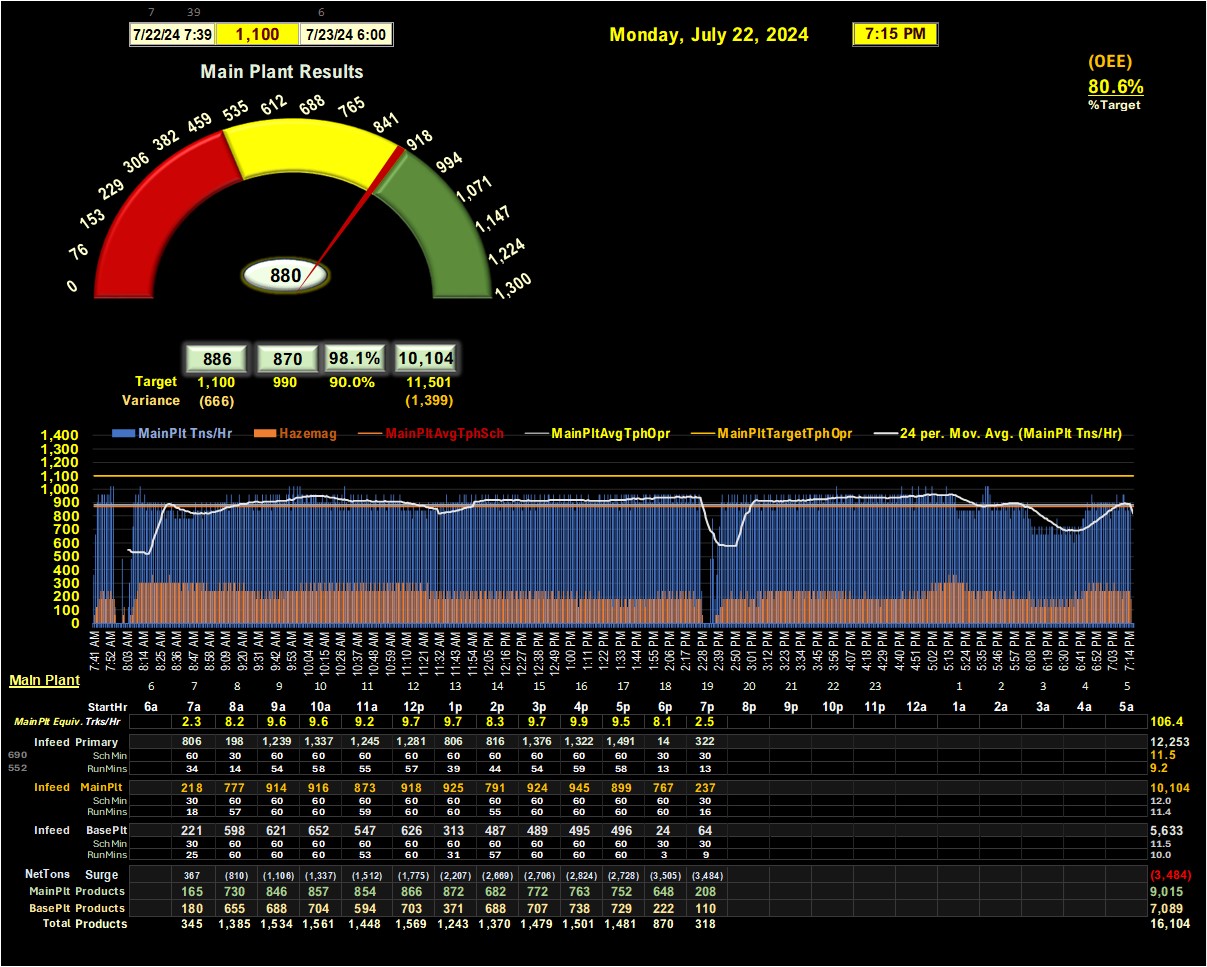 7 39 6
7/22/24 7:39 1,100 7/23/24 6:00
Monday, July 22, 2024 7:15 PM
(OEE)
80.6%
%Target
Main Plant Results
0 76 153 229 306 382 459 535 612 688 765 841 918 994 1,071 1,147 1,224 1,300
880
886 870 98.1% 10,104
Target 1,100 990 90.0% 11,501
Variance (666) (1,399)
MainPlt Tns/Hr Hazemag MainPltAvgTphSch MainPltAvgTphOpr MainPltTargetTphOpr 24 per. Mov. Avg. (MainPlt Tns/Hr)
1,400
1,300
1,200
1,100
1,000
900
800
700
600
500
400
300
200
100
0
7:41 AM 7:52 AM 8:03 AM 8:14 AM 8:25 AM 8:36 AM 8:47 AM 8:58 AM 9:09 AM 9:20 AM 9:31 AM 9:42 AM 9:53 AM 10:04 AM 10:15 AM 10:26 AM 10:37 AM 10:48 AM 10:59 AM 11:10 AM 11:21 AM 11:32 AM 11:43 AM 11:54 AM 12:05 PM 12:16 PM 12:27 PM 12:38 PM 12:49 PM 1:00 PM 1:11 PM 1:22 PM 1:33 PM 1:44 PM 1:55 PM 2:06 PM 2:17 PM 2:28 PM 2:39 PM 2:50 PM 3:01 PM 3:12 PM 3:23 PM 3:34 PM 3:45 PM 3:56 PM 4:07 PM 4:18 PM 4:29 PM 4:40 PM 4:51 PM 5:02 PM 5:13 PM 5:24 PM 5:35 PM 5:46 PM 5:57 PM 6:08 PM 6:19 PM 6:30 PM 6:41 PM 6:52 PM 7:03 PM 7:14 PM
Main Plant
6 7 8 9 10 11 12 13 14 15 16 17 18 19 20 21 22 23 1 2 3 4 5
StartHr 6a 7a 8a 9a 10a 11a 12p 1p 2p 3p 4p 5p 6p 7p 8p 9p 10p 11p 12a 1a 2a 3a 4a 5a
MainPlt Equiv. Trks/Hr 2.3 8.2 9.6 9.6 9.2 9.7 9.7 8.3 9.7 9.9 9.5 8.1 2.5 106.4
Infeed Primary 806 198 1,239 1,337 1,245 1,281 806 816 1,376 1,322 1,491 14 322 12,253
690 SchMin 60 30 60 60 60 60 60 60 60 60 60 30 30 11.5
552 RunMins 34 14 54 58 55 57 39 44 54 59 58 13 13 9.2
Infeed MainPlt 218 777 914 916 873 918 925 791 924 945 899 767 237 10,104
SchMin 30 60 60 60 60 60 60 60 60 60 60 60 30 12.0
RunMins 18 57 60 60 59 60 60 55 60 60 60 60 16 11.4
Infeed BasePlt 221 598 621 652 547 626 313 487 489 495 496 24 64 5,633
SchMin 30 60 60 60 60 60 60 60 60 60 60 30 30 11.5
RunMins 25 60 60 60 53 60 31 57 60 60 60 3 9 10.0
NetTons Surge 367 (810) (1,106) (1,337) (1,512) (1,775) (2,207) (2,669) (2,706) (2,824) (2,728) (3,505) (3,484) (3,484)
MainPlt Products 165 730 846 857 854 866 872 682 772 763 752 648 208 9,015
BasePlt Products 180 655 688 704 594 703 371 688 707 738 729 222 110 7,089
Total Products 345 1,385 1,534 1,561 1,448 1,569 1,243 1,370 1,479 1,501 1,481 870 318 16,104